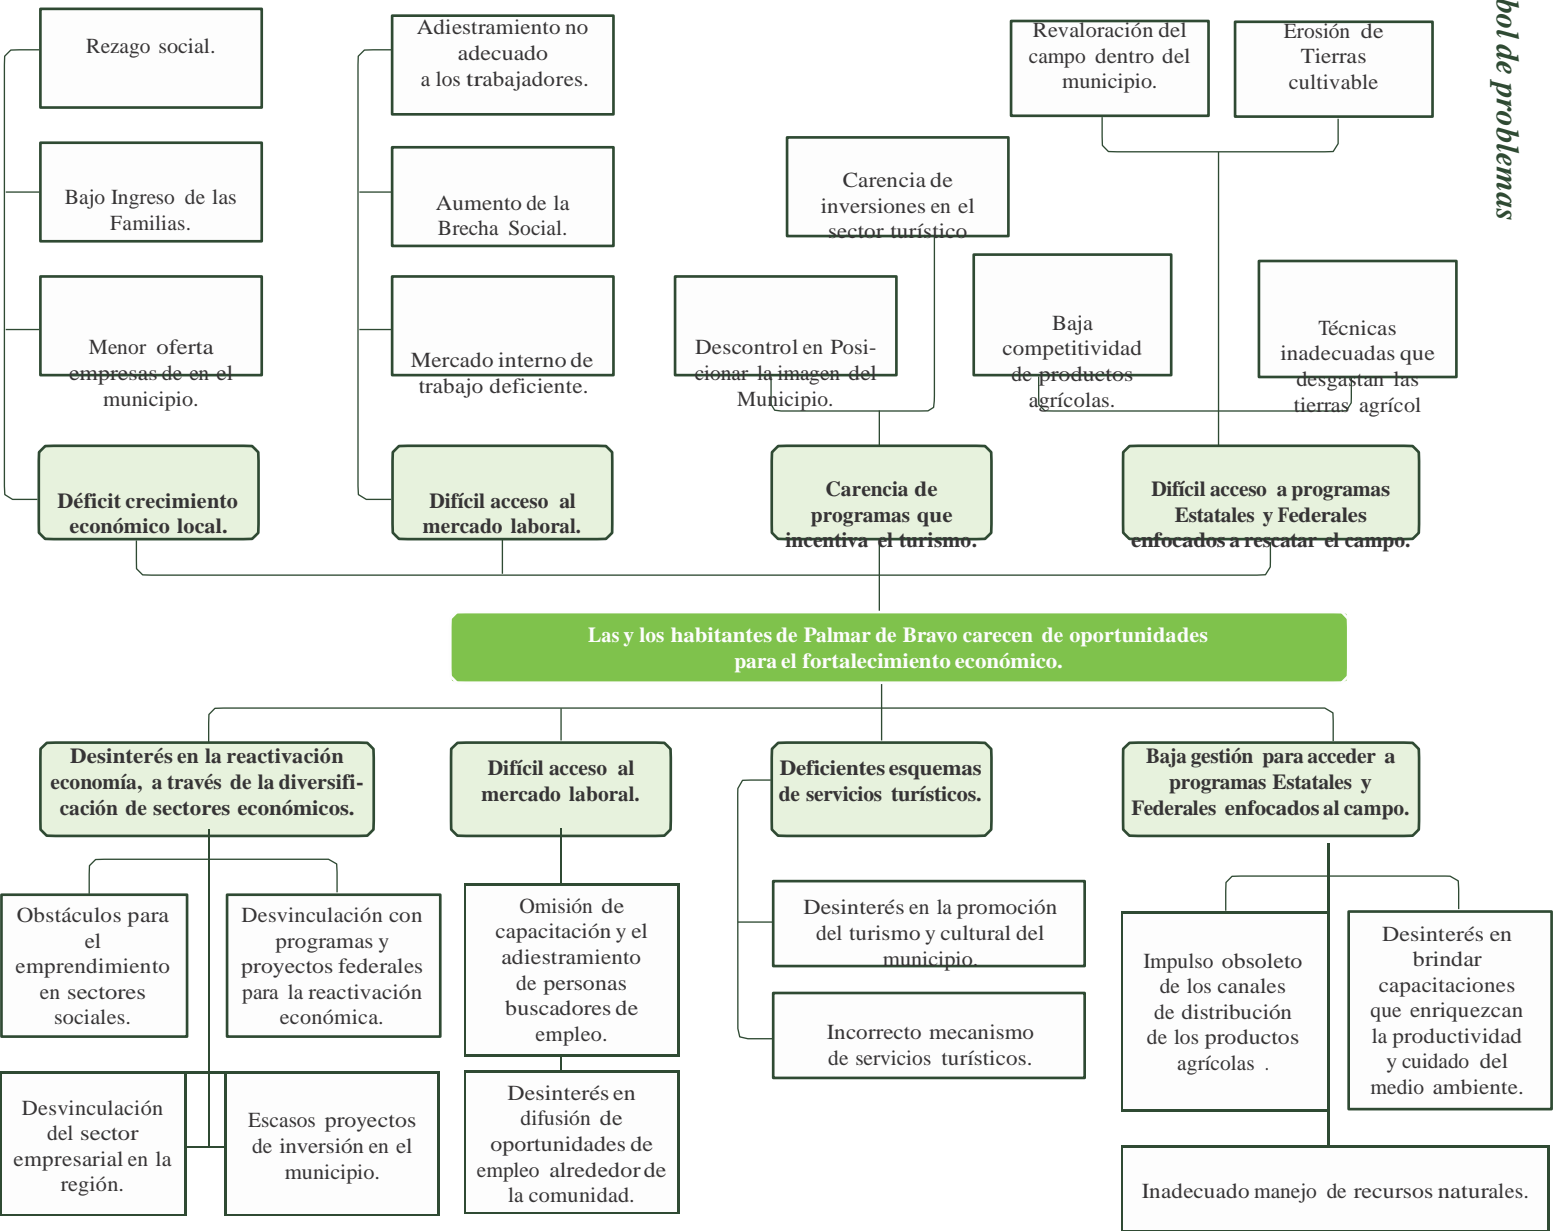 bol de problemas
Rezago social.
Bajo Ingreso de las
Familias.
Menor oferta
empresas de en el
municipio.
Déficit crecimiento
económico local.
Adiestramiento no
adecuado
a los trabajadores.
Aumento de la
Brecha Social.
Mercado interno de
trabajo deficiente.
Difícil acceso al
mercado laboral.
Carencia de
inversiones en el
sector turístico
Descontrol en Posi-
cionar la imagen del
Municipio.
Carencia de
programas que
incentiva el turismo.
Revaloración del
campo dentro del
municipio.
Erosión de
Tierras
cultivable
Baja
competitividad
de productos
agrícolas.
Técnicas
inadecuadas que
desgastan las
tierras agrícol
Difícil acceso a programas
Estatales y Federales
enfocados a rescatar el campo.
Las y los habitantes de Palmar de Bravo carecen de oportunidades
para el fortalecimiento económico.
Desinterés en la reactivación
economía, a través de la diversifi-
cación de sectores económicos.
Obstáculos para
el
emprendimiento
en sectores
sociales.
Desvinculación con
programas y
proyectos federales
para la reactivación
económica.
Desvinculación
del sector
empresarial en la
región.
Escasos proyectos
de inversión en el
municipio.
Difícil acceso al
mercado laboral.
Omisión de
capacitación y el
adiestramiento
de personas
buscadores de
empleo.
Desinterés en
difusión de
oportunidades de
empleo alrededor de
la comunidad.
Deficientes esquemas
de servicios turísticos.
Desinterés en la promoción
del turismo y cultural del
municipio.
Incorrecto mecanismo
de servicios turísticos.
Baja gestión para acceder a
programas Estatales y
Federales enfocados al campo.
Impulso obsoleto
de los canales
de distribución
de los productos
agrícolas .
Desinterés en
brindar
capacitaciones
que enriquezcan
la productividad
y cuidado del
medio ambiente.
Inadecuado manejo de recursos naturales.